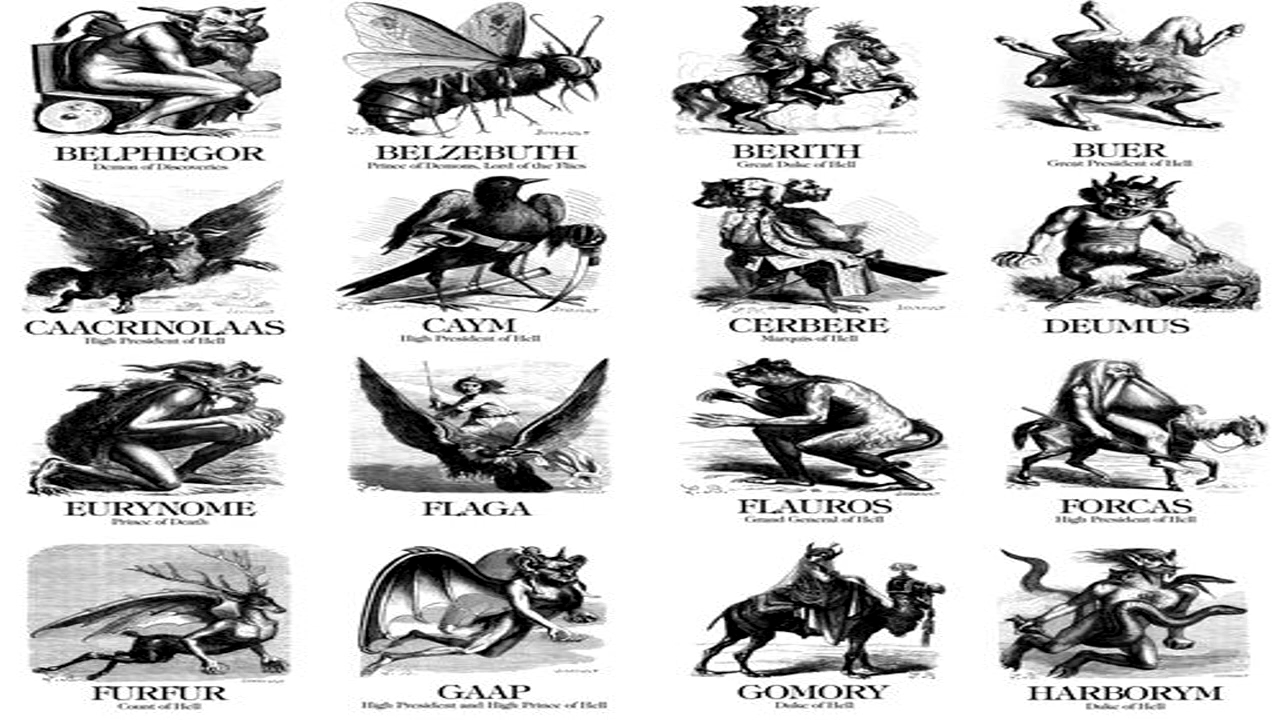 BELPHEGOR
Demon of Discoveries
BELZEBUTH
Prince of Demons, Lord of the Flies
BERITH
Great Duke of Hell
BUER
Great President of Hell
CAACRINOLAAS
High President of Hell
CAYM
High President of Hell
CERBERE
Marquis of Hell
DEUMUS
EURYNOME
Prince of Death
FLAGA
FLAUROS
Grand General of Hell
FORCAS
High President of Hell
FURFUR
Count of Hell
GAAP
High President and High Prince of Hell
GOMORY
Duke of Hell
HARBORYM
Duke of Hell